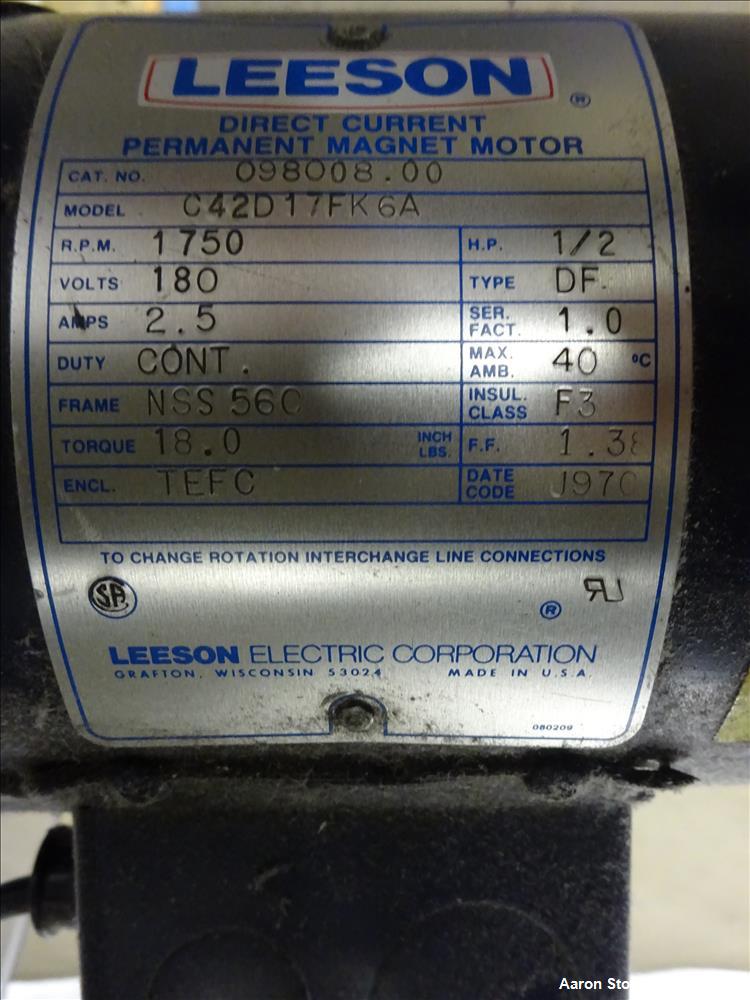 LEESON ®
DIRECT CURRENT
PERMANENT MAGNET MOTOR
CAT. NO. 098008.00
MODEL C42D17FK6A
R.P.M. 1750 H.P. 1/2
VOLTS 180 TYPE DF.
AMPS 2.5 SER. FACT. 1.0
DUTY CONT. MAX. AMB. 40 °C
FRAME NSS 56C INSUL. CLASS F3
TORQUE 18.0 INCH LBS. F.F. 1.38
ENCL. TEFC DATE CODE
TO CHANGE ROTATION INTERCHANGE LINE CONNECTIONS
SA ® RU
LEESON ELECTRIC CORPORATION
GRAFTON, WISCONSIN 53024 MADE IN U.S.A.
080209
Aaron